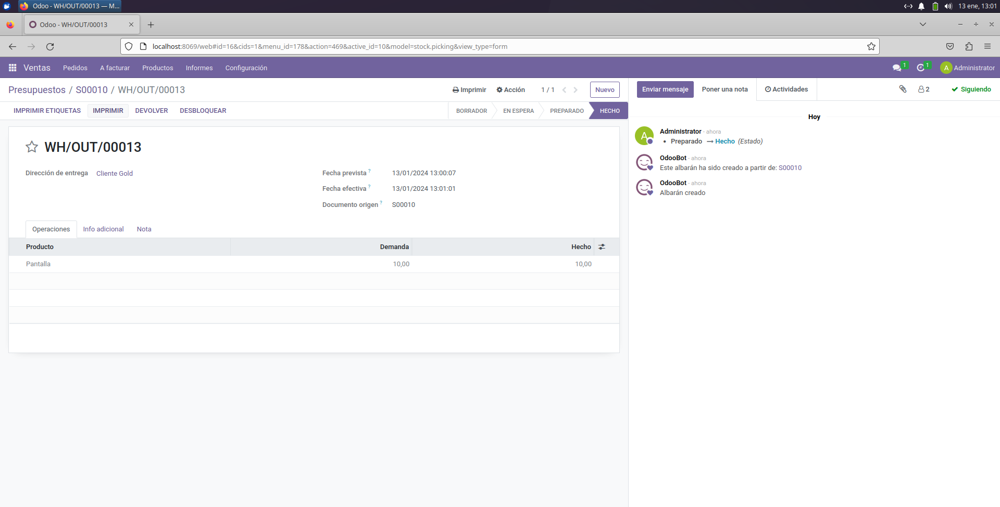 Odoo - WH/OUT/00013 — M...
13 ene, 13:01
Odoo - WH/OUT/00013
localhost:8069/web#id=16&cids=1&menu_id=178&action=469&active_id=10&model=stock.picking&view_type=form
Ventas Pedidos A facturar Productos Informes Configuración
1 1 A Administrator
Presupuestos / S00010 / WH/OUT/00013
Imprimir Acción 1 / 1 Nuevo
Enviar mensaje Poner una nota Actividades 2 Siguiendo
IMPRIMIR ETIQUETAS IMPRIMIR DEVOLVER DESBLOQUEAR
BORRADOR EN ESPERA PREPARADO HECHO
WH/OUT/00013
Dirección de entrega Cliente Gold
Fecha prevista ? 13/01/2024 13:00:07
Fecha efectiva ? 13/01/2024 13:01:01
Documento origen ? S00010
Operaciones Info adicional Nota
Producto Demanda Hecho
Pantalla 10,00 10,00
Hoy
A
Administrator - ahora
• Preparado → Hecho (Estado)
OdooBot - ahora
Este albarán ha sido creado a partir de: S00010
OdooBot - ahora
Albarán creado